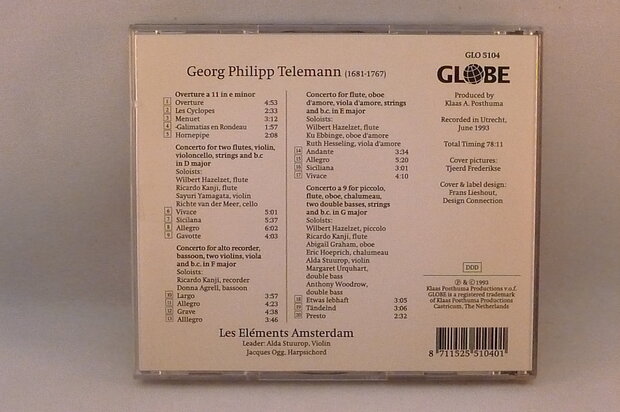 Georg Philipp Telemann (1681-1767)
Overture a 11 in e minor
1 Overture 4:53
2 Les Cyclopes 2:33
3 Menuet 3:12
4 -Galimatias en Rondeau 1:57
5 Hornepipe 2:08
Concerto for two flutes, violin,
violoncello, strings and b.c
in D major
Soloists:
Wilbert Hazelzet, flute
Ricardo Kanji, flute
Sayuri Yamagata, violin
Richte van der Meer, cello
6 Vivace 5:01
7 Sicilana 5:37
8 Allegro 6:02
9 Gavotte 4:03
Concerto for alto recorder,
bassoon, two violins, viola
and b.c. in F major
Soloists:
Ricardo Kanji, recorder
Donna Agrell, bassoon
10 Largo 3:57
11 Allegro 4:23
12 Grave 4:38
13 Alllegro 3:46
Concerto for flute, oboe
d'amore, viola d'amore, strings
and b.c. in E major
Soloists:
Wilbert Hazelzet, flute
Ku Ebbinge, oboe d'amore
Ruth Hesseling, viola d'amore
14 Andante 3:34
15 Allegro 5:20
16 Siciliana 3:01
17 Vivace 4:10
Concerto a 9 for piccolo,
flute, oboe, chalumeau,
two double basses, strings
and b.c. in G major
Soloists:
Wilbert Hazelzet, piccolo
Ricardo Kanji, flute
Abigail Graham, oboe
Eric Hoeprich, chalumeau
Alda Stuurop, violin
Margaret Urquhart,
double bass
Anthony Woodrow,
double bass
18 Etwas lebhaft 3:05
19 Tändeind 3:06
20 Presto 2:32
Les Eléments Amsterdam
Leader: Alda Stuurop, Violin
Jacques Ogg, Harpsichord
GLO 5104
GLOBE
Produced by
Klaas A. Posthuma
Recorded in Utrecht,
June 1993
Total Timing 78:11
Cover pictures:
Tjeerd Frederikse
Cover & label design:
Frans Lieshout,
Design Connection
DDD
℗ & © 1993
Klaas Posthuma Productions v.o.f.
GLOBE is a registered trademark
of Klaas Posthuma Productions
Castricum, The Netherlands
8 711525 510401